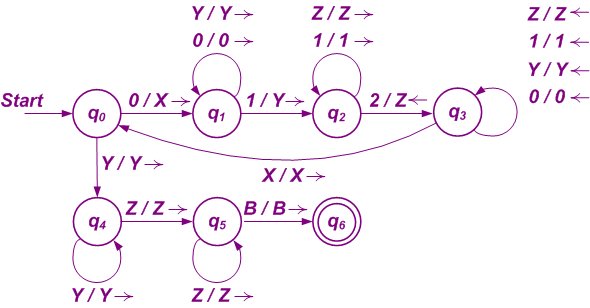 Y / Y →
0 / 0 →
Z / Z →
1 / 1 →
Z / Z ←
1 / 1 ←
Y / Y ←
0 / 0 ←
Start
q0
0 / X →
q1
1 / Y →
q2
2 / Z ←
q3
Y / Y →
X / X →
q4
Z / Z →
q5
B / B →
q6
Y / Y →
Z / Z →